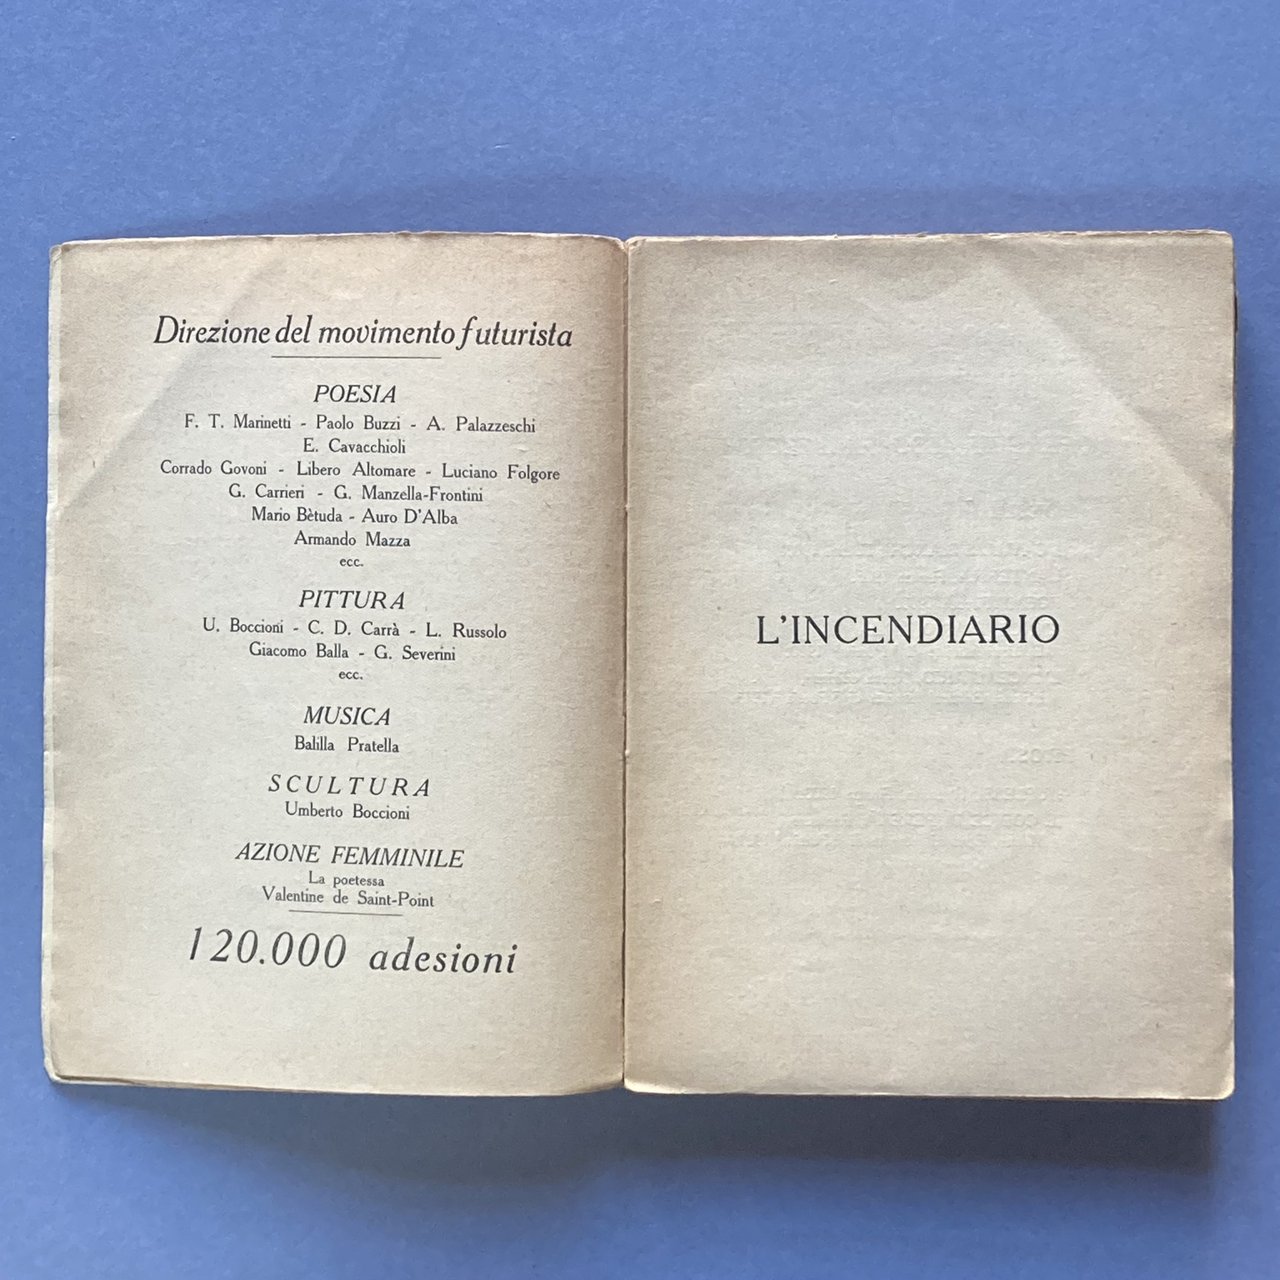 Direzione del movimento futurista
POESIA
F. T. Marinetti - Paolo Buzzi - A. Palazzeschi
E. Cavacchioli
Corrado Govoni - Libero Altomare - Luciano Folgore
G. Carrieri - G. Manzella-Frontini
Mario Bètuda - Auro D'Alba
Armando Mazza
ecc.
PITTURA
U. Boccioni - C. D. Carrà - L. Russolo
Giacomo Balla - G. Severini
ecc.
MUSICA
Balilla Pratella
SCULTURA
Umberto Boccioni
AZIONE FEMMINILE
La poetessa
Valentine de Saint-Point
120.000 adesioni
L'INCENDIARIO